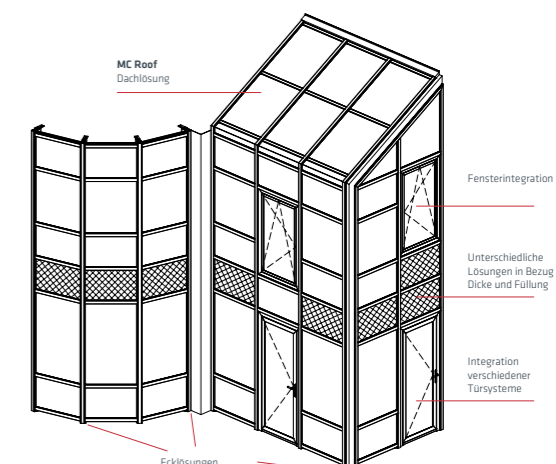 MC Roof
Dachlösung
Fensterintegration
Unterschiedliche
Lösungen in Bezug
Dicke und Füllung
Integration
verschiedener
Türsysteme
Ecklösungen